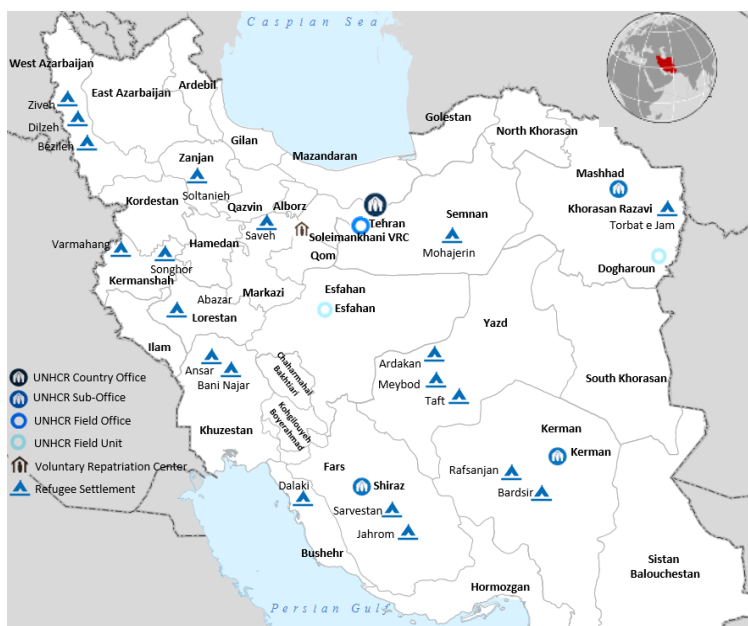 Caspian Sea
West Azarbaijan
East Azarbaijan
Ardebil
Ziveh
Dilzeh
Bezileh
Gilan
Golestan
North Khorasan
Zanjan
Soltanieh
Mazandaran
Mashhad
Khorasan Razavi
Torbat e Jam
Kordestan
Qazvin
Alborz
Tehran
Soleimankhani VRC
Semnan
Mohajerin
Saveh
Hamedan
Qom
Varmahang
Songhor
Kermanshah
Dogharoun
Markazi
Esfahan
Esfahan
Abazar
Lorestan
Yazd
Ilam
Ardakan
Meybod
Taft
Ansar
Bani Najar
Chaharmahal
Bakhtiari
South Khorasan
UNHCR Country Office
UNHCR Sub-Office
UNHCR Field Office
UNHCR Field Unit
Voluntary Repatriation Center
Refugee Settlement
Kohgilouyeh
Boyerahmad
Khuzestan
Kerman
Kerman
Rafsanjan
Bardsir
Fars
Shiraz
Dalaki
Sarvestan
Jahrom
Bushehr
Sistan
Balouchestan
Hormozgan
Persian Gulf